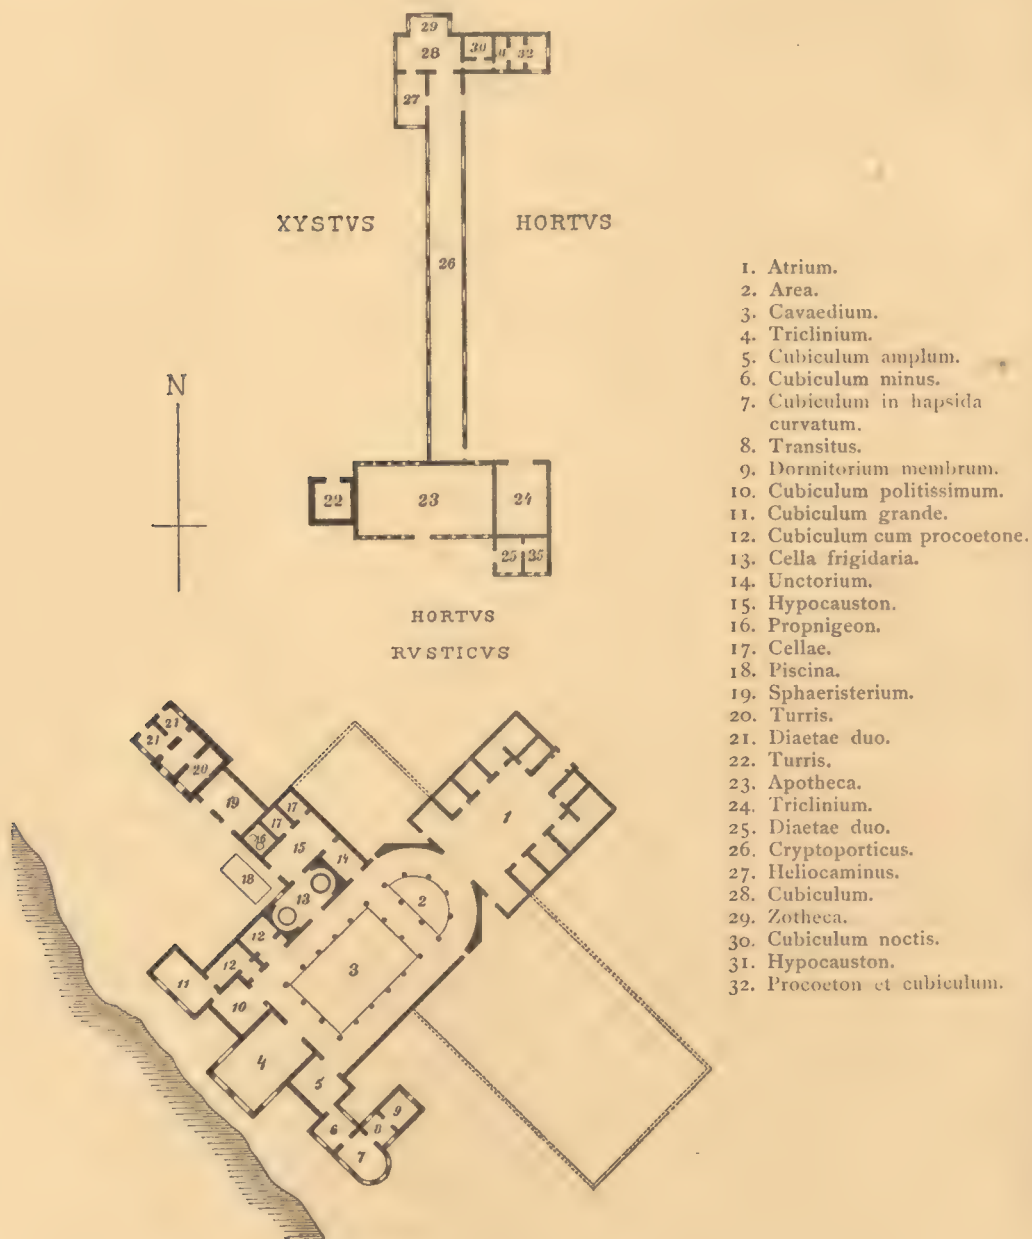 29
28
30
31
32
27
XYSTVS
HORTVS
26
N
22
23
24
25
35
HORTVS
RVSTICVS
21
21
20
19
17
17
16
15
14
18
13
12
12
11
10
1
2
3
4
5
6
7
8
9
1. Atrium.
2. Area.
3. Cavaedium.
4. Triclinium.
5. Cubiculum amplum.
6. Cubiculum minus.
7. Cubiculum in hapsida
curvatum.
8. Transitus.
9. Dormitorium membrum.
10. Cubiculum politissimum.
11. Cubiculum grande.
12. Cubiculum cum procoetone.
13. Cella frigidaria.
14. Unctorium.
15. Hypocauston.
16. Propnigeon.
17. Cellae.
18. Piscina.
19. Sphaeristerium.
20. Turris.
21. Diaetae duo.
22. Turris.
23. Apotheca.
24. Triclinium.
25. Diaetae duo.
26. Cryptoporticus.
27. Heliocaminus.
28. Cubiculum.
29. Zotheca.
30. Cubiculum noctis.
31. Hypocauston.
32. Procoeton et cubiculum.